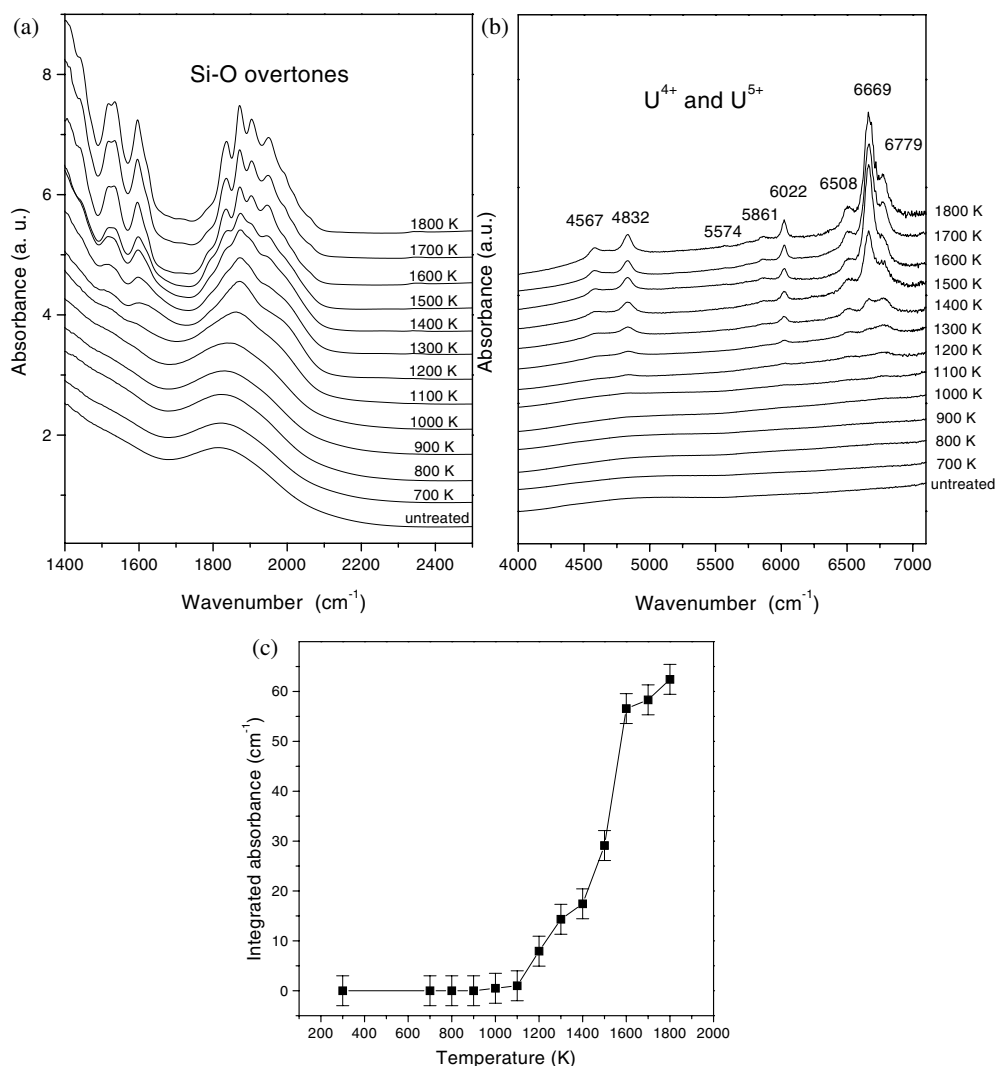 (a)
Si-O overtones
Absorbance (a. u.)
8
6
4
2
1800 K
1700 K
1600 K
1500 K
1400 K
1300 K
1200 K
1100 K
1000 K
900 K
800 K
700 K
untreated
1400 1600 1800 2000 2200 2400
Wavenumber (cm⁻¹)
(b)
U⁴⁺ and U⁵⁺
Absorbance (a. u.)
4567
4832
5574
5861
6022
6508
6669
6779
1800 K
1700 K
1600 K
1500 K
1400 K
1300 K
1200 K
1100 K
1000 K
900 K
800 K
700 K
untreated
4000 4500 5000 5500 6000 6500 7000
Wavenumber (cm⁻¹)
(c)
Integrated absorbance (cm⁻¹)
60
50
40
30
20
10
0
200 400 600 800 1000 1200 1400 1600 1800 2000
Temperature (K)